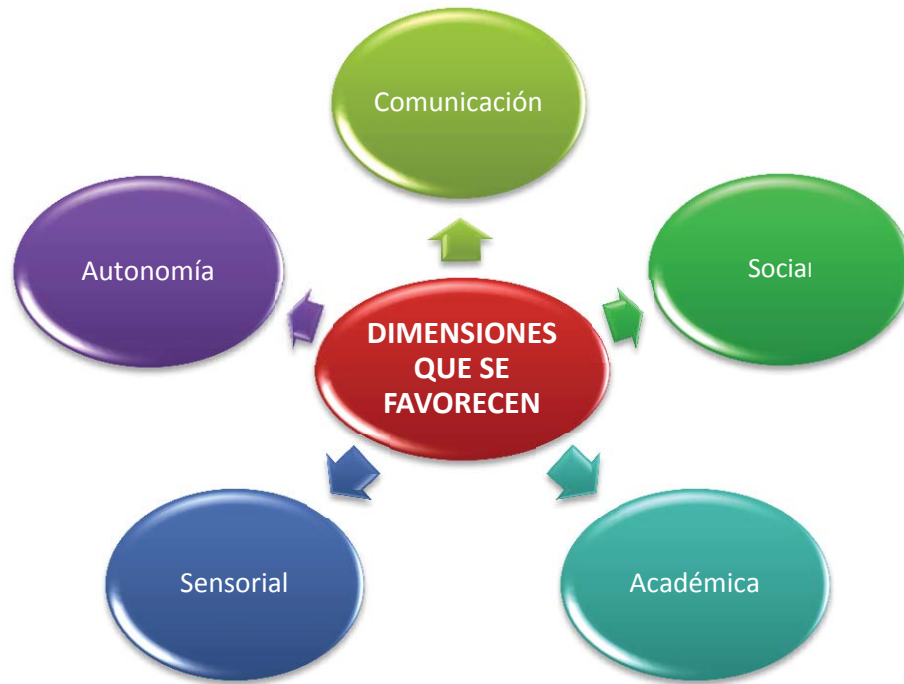 Comunicación
Autonomía
Social
DIMENSIONES
QUE SE
FAVORECEN
Sensorial
Académica